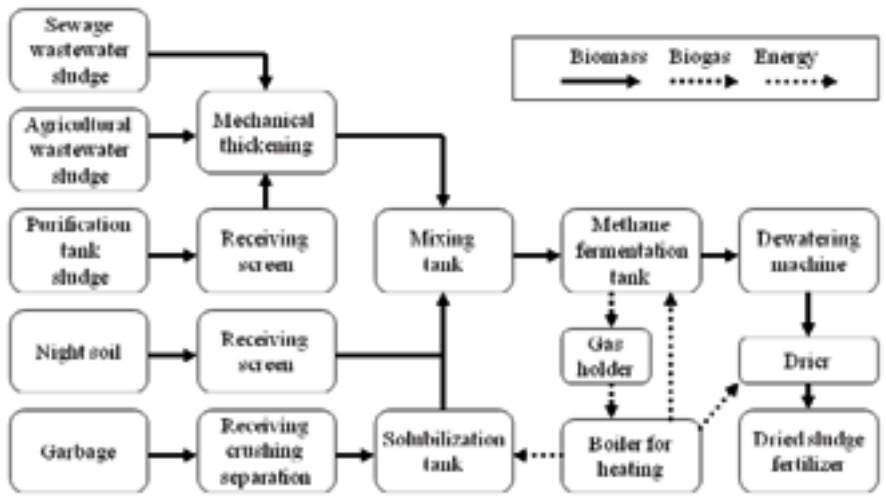 Sewage
wastewater
sludge
Biomass Biogas Energy
Agricultural
wastewater
sludge
Mechanical
thickening
Purification
tank
sludge
Receiving
screen
Mixing
tank
Methane
fermentation
tank
Dewatering
machine
Night soil
Receiving
screen
Gas
holder
Drier
Garbage
Receiving
crushing
separation
Solubilization
tank
Boiler for
heating
Dried sludge
fertilizer